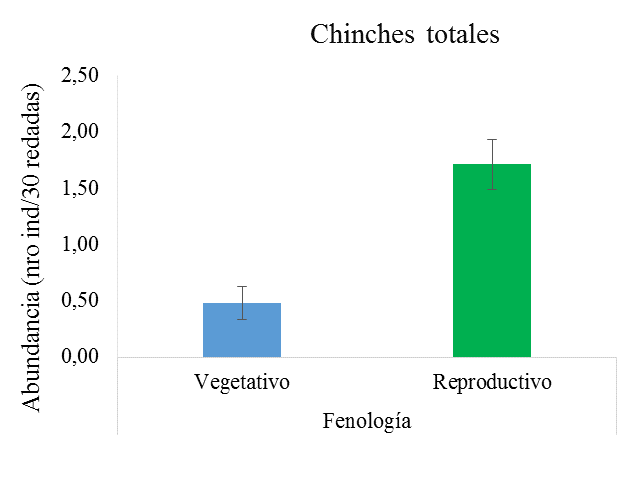 Chinches totales
Abundancia (nro ind/30 redadas)
2,50
2,00
1,50
1,00
0,50
0,00
Vegetativo
Reproductivo
Fenología